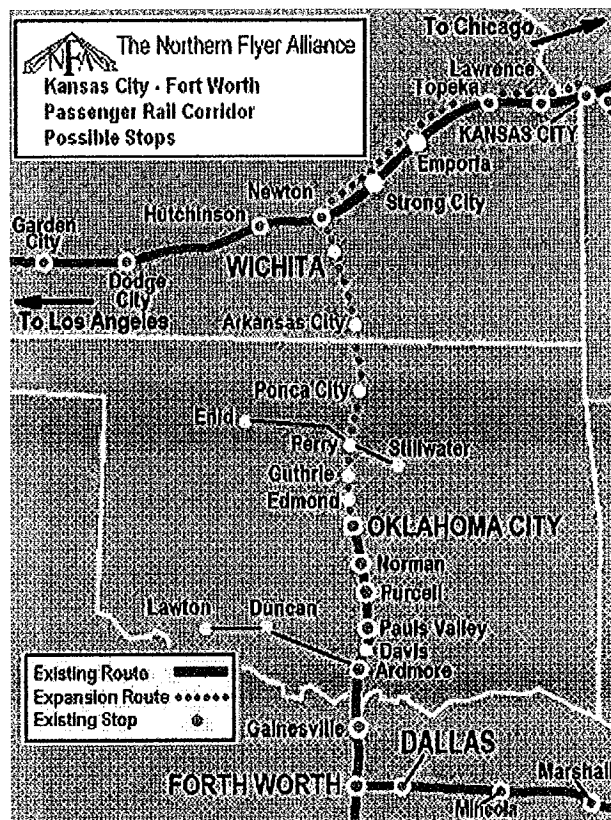 The Northern Flyer Alliance
NFA
Kansas City - Fort Worth
Passenger Rail Corridor
Possible Stops
To Chicago
Lawrence
Topeka
KANSAS CITY
Emporia
Strong City
Newton
Hutchinson
Garden
City
WICHITA
Dodge
City
To Los Angeles
Arkansas City
Ponca City
Enid
Perry
Stillwater
Guthrie
Edmond
OKLAHOMA CITY
Norman
Purcell
Lawton
Duncan
Pauls Valley
Davis
Ardmore
Existing Route
Expansion Route
Existing Stop
Gainesville
DALLAS
FORTH WORTH
Marshall
Mineola